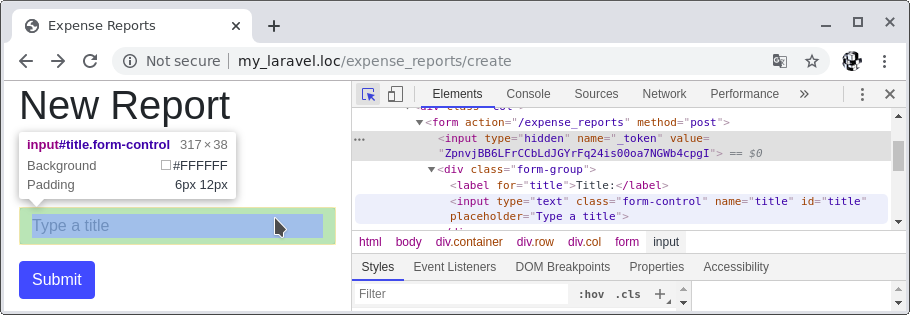 Expense Reports
Not secure my_laravel.loc/expense_reports/create
New Report
input#title.form-control 317 × 38
Background #FFFFFF
Padding 6px 12px
Type a title
Submit
Elements Console Sources Network Performance »
<div class="col">
<form action="/expense_reports" method="post">
<input type="hidden" name="_token" value=
"ZpnvjBB6LFrCCbLdJGYrFq24is00oa7NGWb4cpgI"> == $0
<div class="form-group">
<label for="title">Title:</label>
<input type="text" class="form-control" name="title" id="title"
placeholder="Type a title">
html body div.container div.row div.col form input
Styles Event Listeners DOM Breakpoints Properties Accessibility
Filter :hov .cls +